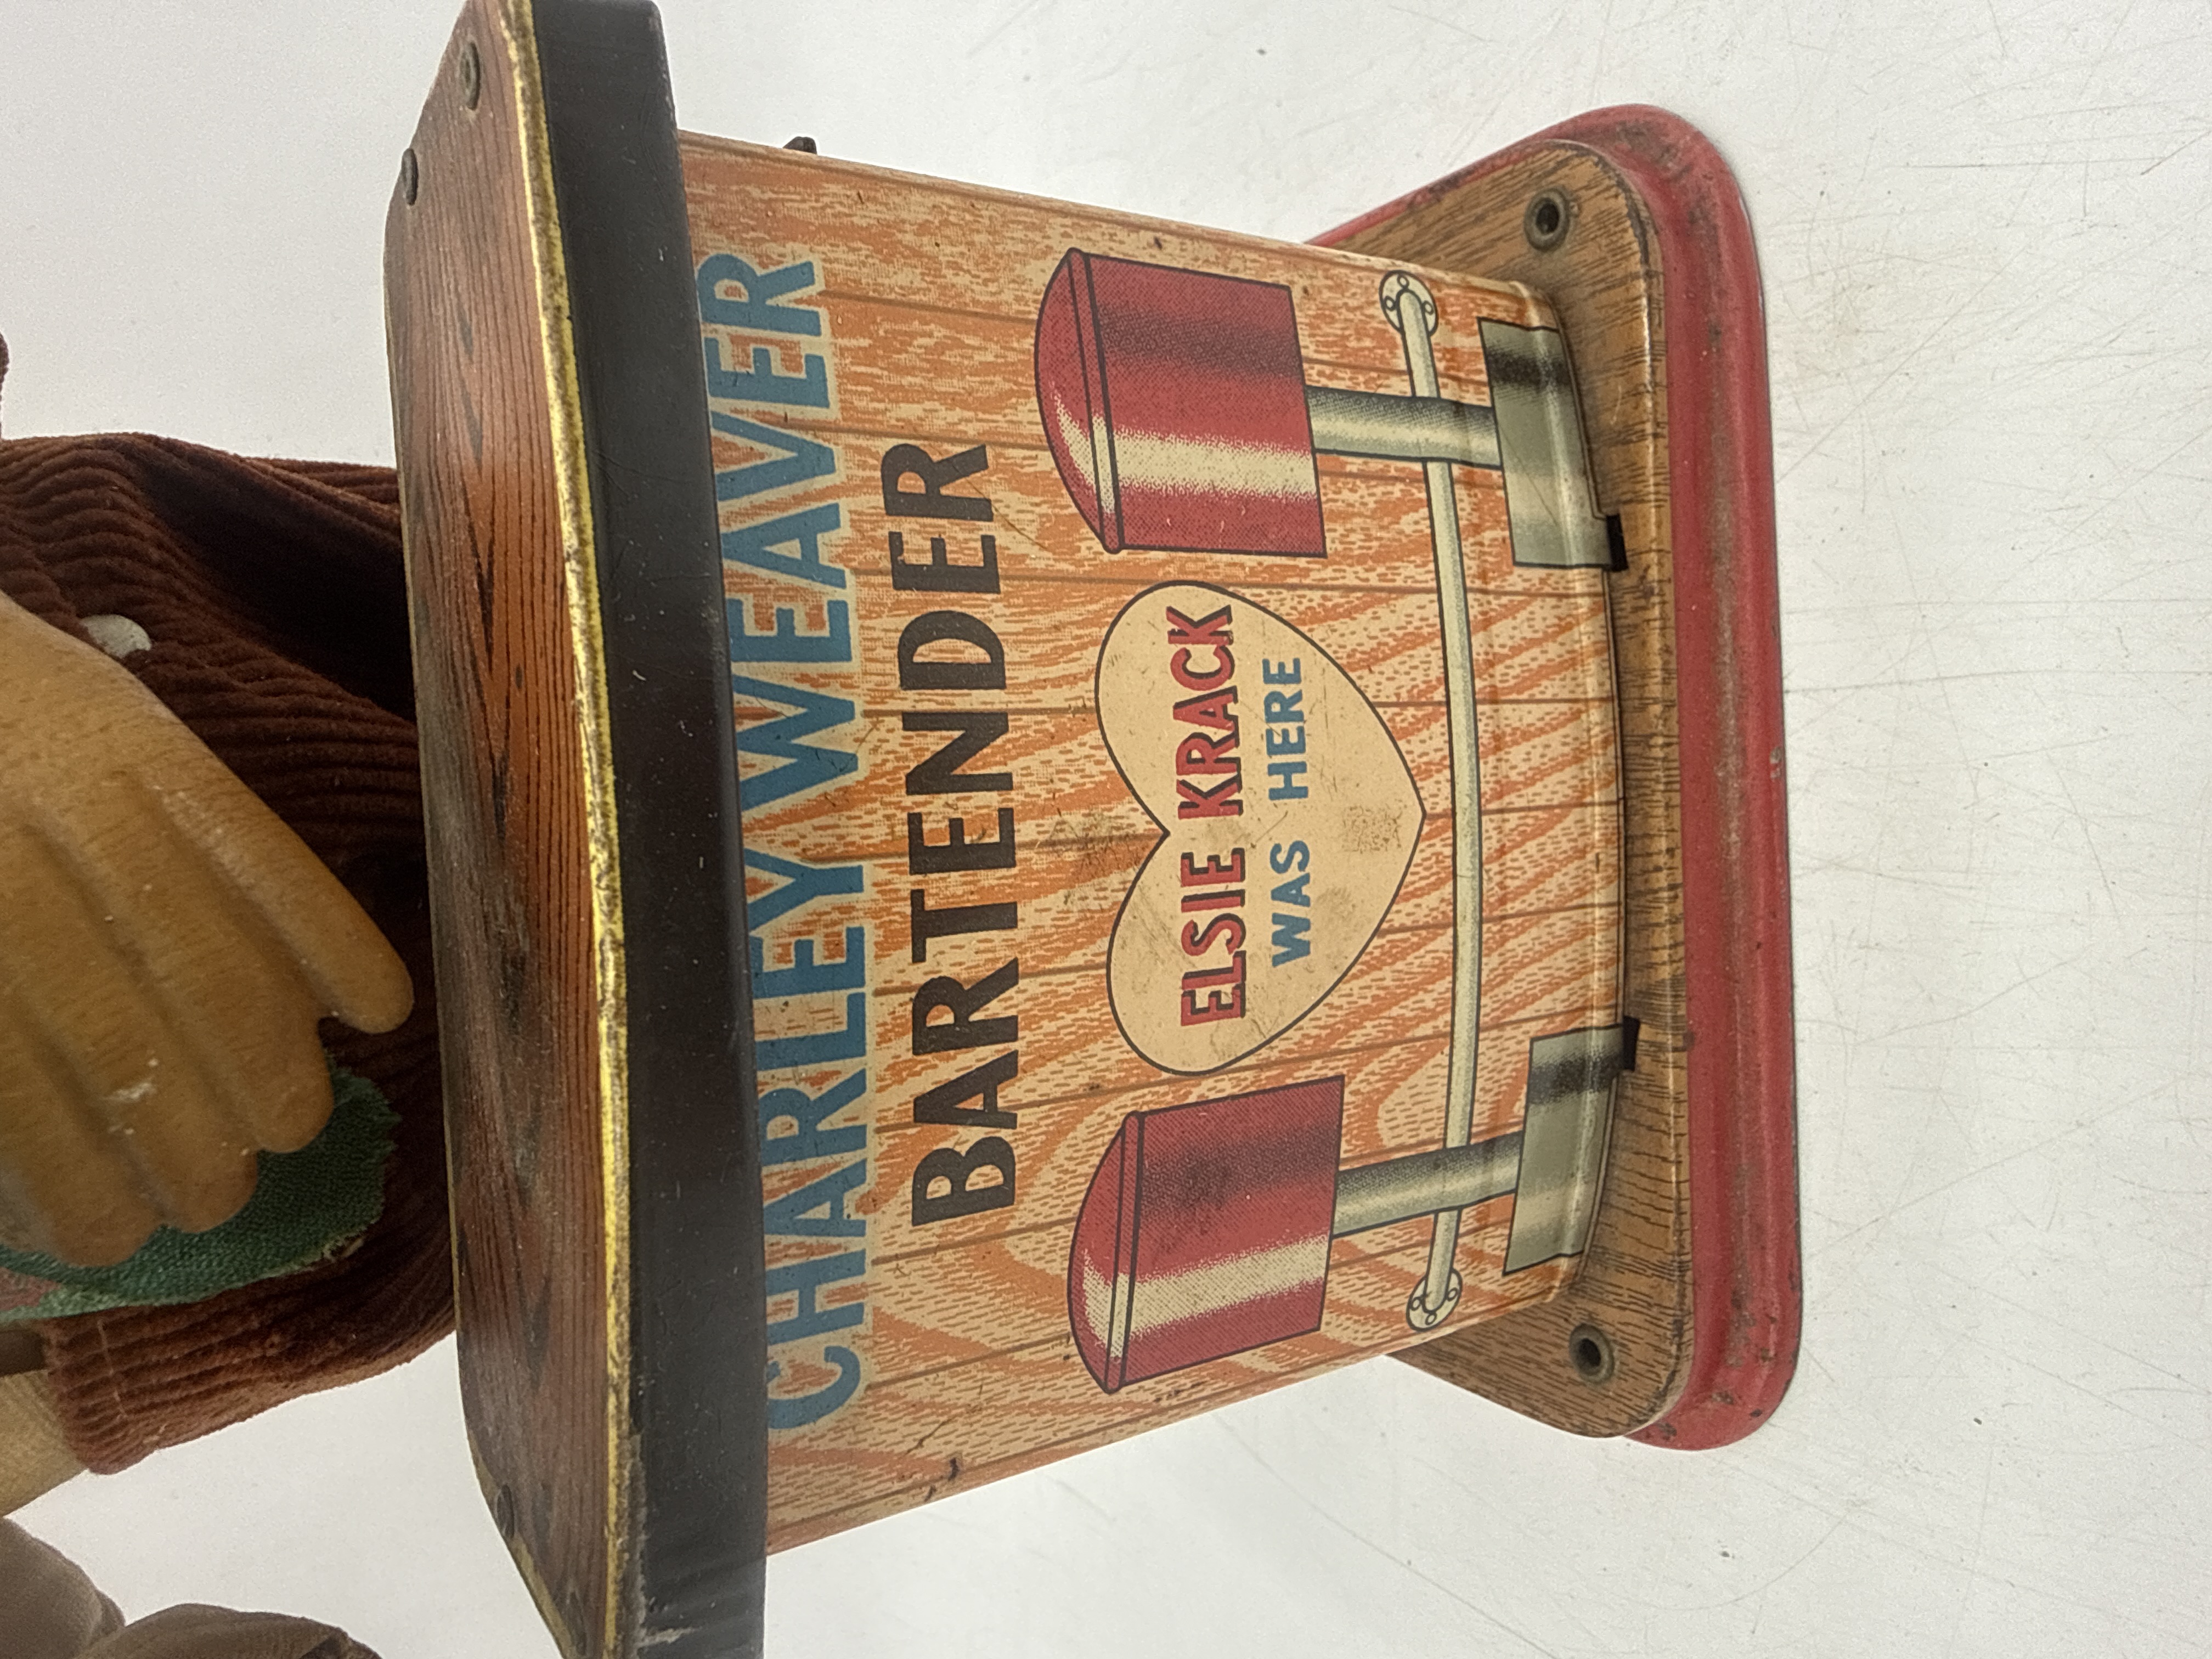 CHARLEY WEAVER
BARTENDER
ELSIE KRACK
WAS HERE